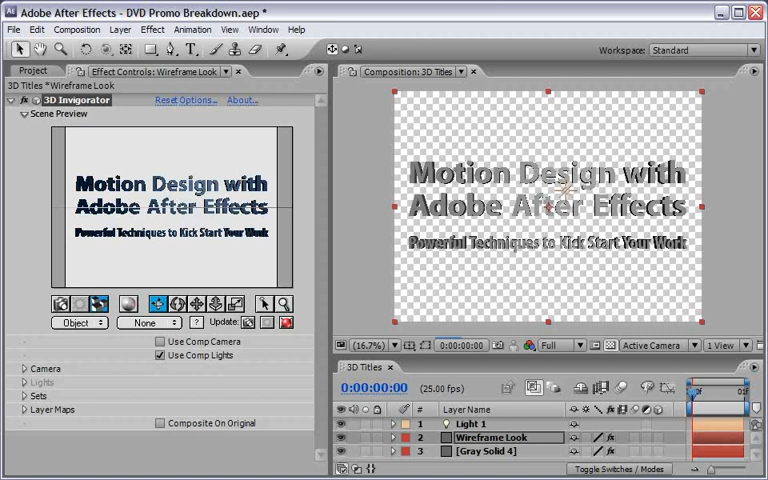 Adobe After Effects - DVD Promo Breakdown.aep *
File Edit Composition Layer Effect Animation View Window Help
Workspace: Standard
Project Effect Controls: Wireframe Look
Composition: 3D Titles
3D Titles * Wireframe Look
3D Invigorator Reset Options... About...
Scene Preview
Motion Design with
Adobe After Effects
Powerful Techniques to Kick Start Your Work
Object None ? Update:
Use Comp Camera
Use Comp Lights
Camera
Lights
Sets
Layer Maps
Composite On Original
Motion Design with
Adobe After Effects
Powerful Techniques to Kick Start Your Work
(16.7%) 0:00:00:00 Full Active Camera 1 View
3D Titles
0:00:00:00 (25.00 fps)
# Layer Name
1 Light 1
2 Wireframe Look
3 [Gray Solid 4]
Toggle Switches / Modes
01f